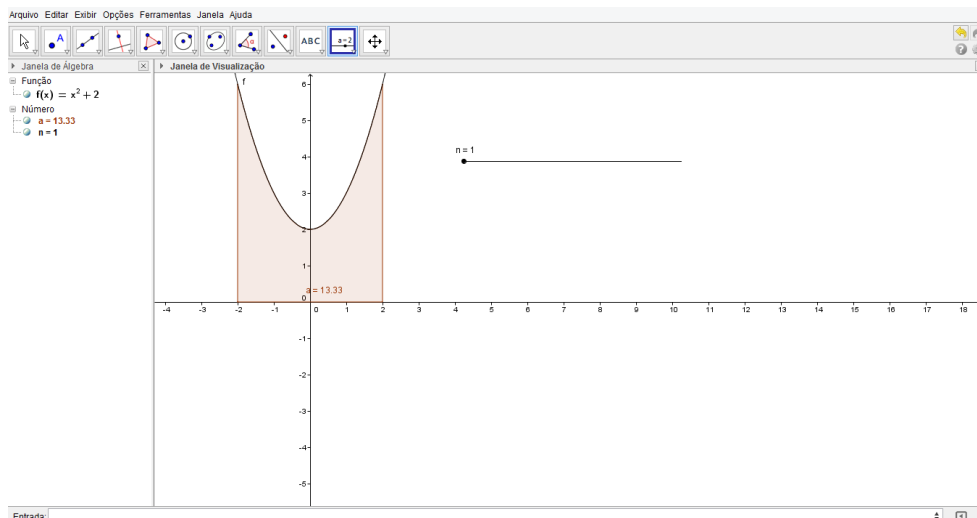 Arquivo Editar Exibir Opções Ferramentas Janela Ajuda
A
α
ABC
a=2
Janela de Álgebra
Função
f(x) = x² + 2
Número
a = 13.33
n = 1
Janela de Visualização
f
n = 1
a = 13.33
6
5
4
3
2
1
0
-4 -3 -2 -1 0 1 2 3 4 5 6 7 8 9 10 11 12 13 14 15 16 17 18
-1
-2
-3
-4
-5
Entrada: